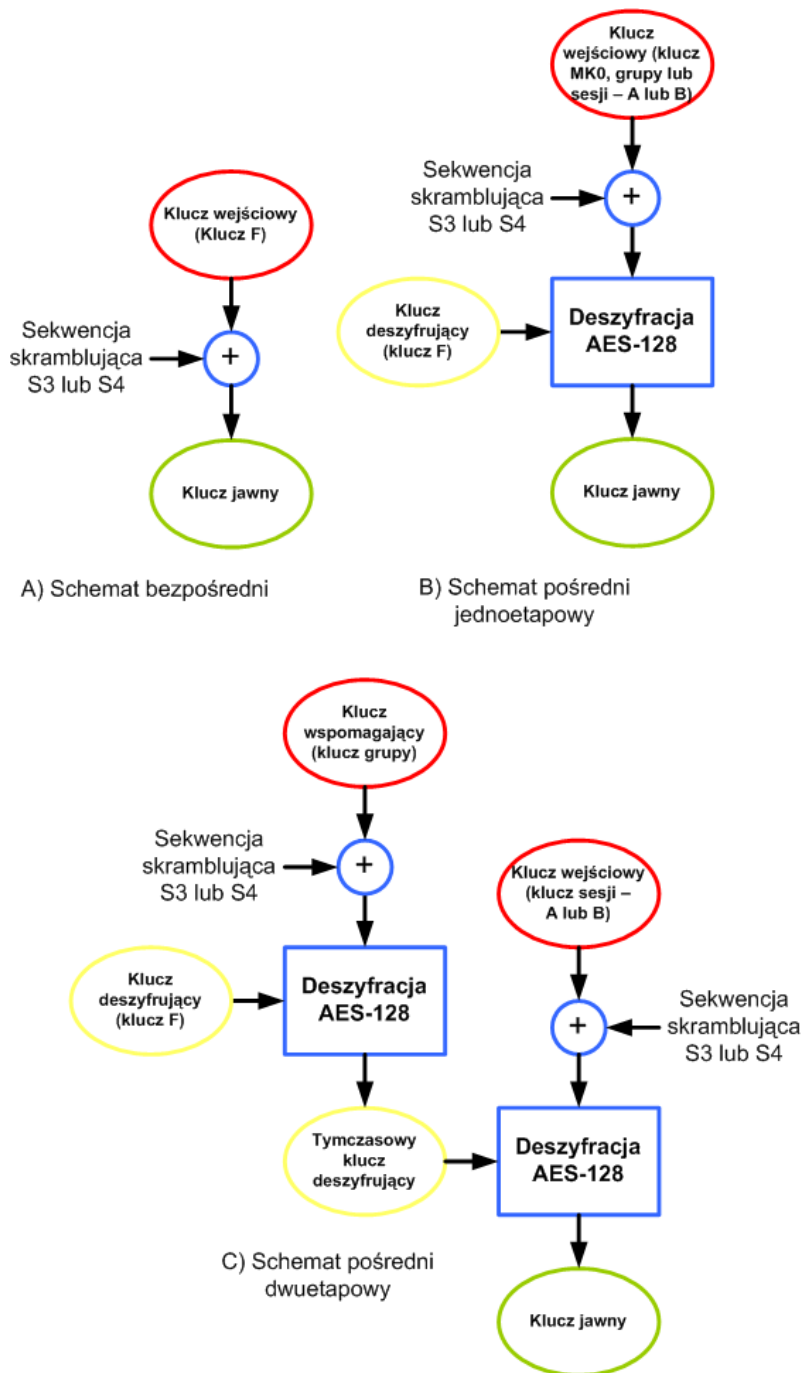 Klucz
wejściowy (klucz
MK0, grupy lub
sesji – A lub B)
Sekwencja
skramblująca
S3 lub S4
+
Klucz wejściowy
(Klucz F)
Klucz
deszyfrujący
(klucz F)
Deszyfracja
AES-128
Sekwencja
skramblująca
S3 lub S4
+
Klucz jawny
Klucz jawny
A) Schemat bezpośredni
B) Schemat pośredni
jednoetapowy
Klucz
wspomagający
(klucz grupy)
Sekwencja
skramblująca
S3 lub S4
+
Klucz wejściowy
(klucz sesji –
A lub B)
Klucz
deszyfrujący
(klucz F)
Deszyfracja
AES-128
+
Sekwencja
skramblująca
S3 lub S4
Tymczasowy
klucz
deszyfrujący
Deszyfracja
AES-128
C) Schemat pośredni
dwuetapowy
Klucz jawny